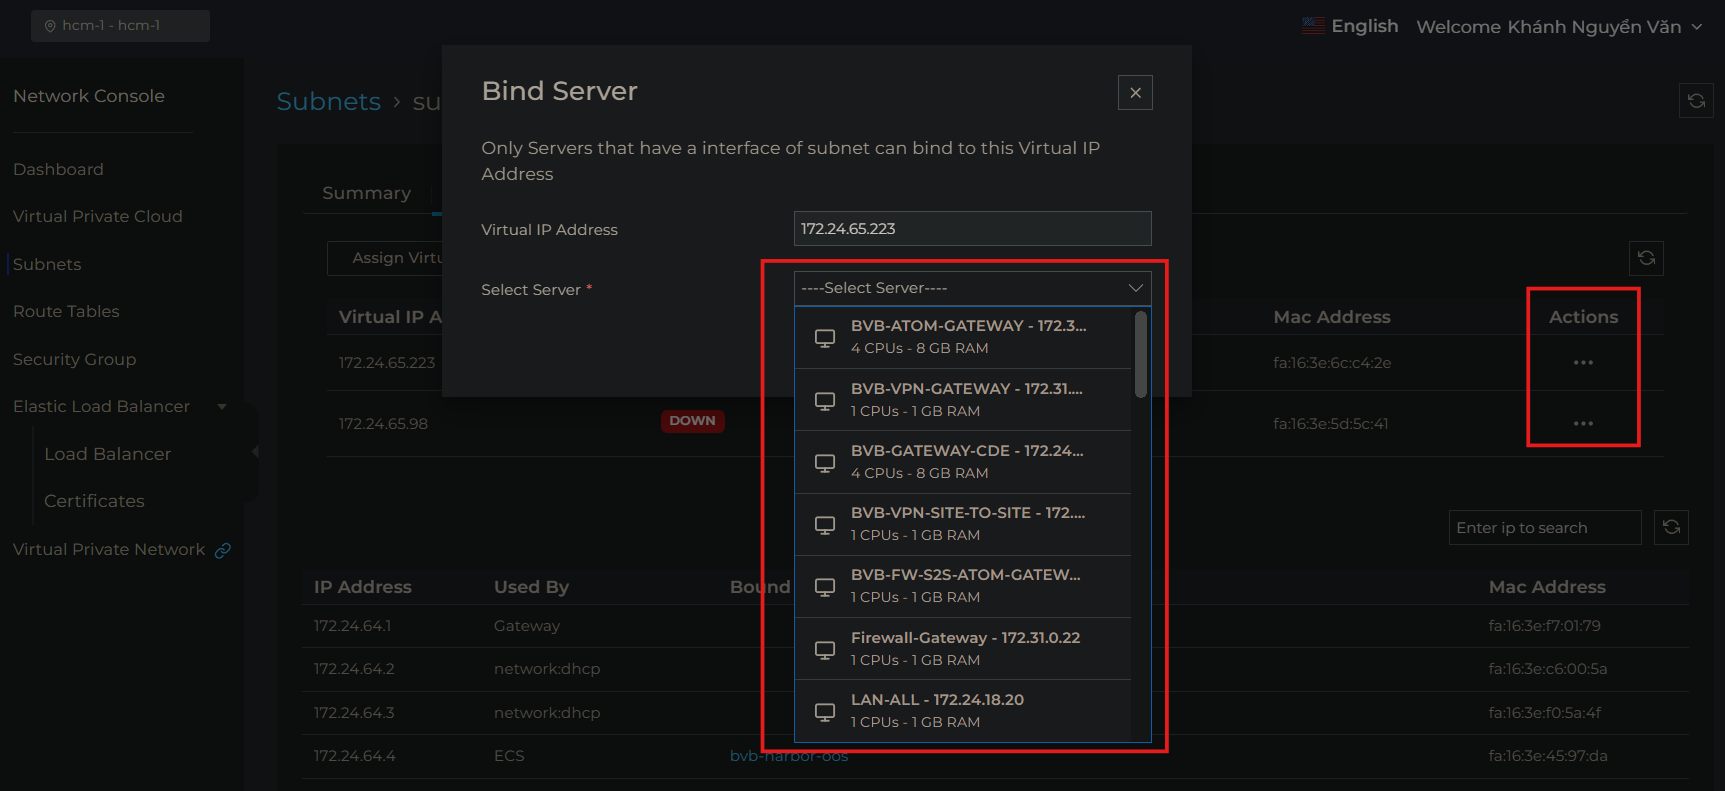 hcm-1 - hcm-1
English
Welcome Khánh Nguyễn Văn
Network Console
Dashboard
Virtual Private Cloud
Subnets
Route Tables
Security Group
Elastic Load Balancer
Load Balancer
Certificates
Virtual Private Network
Subnets > su
Summary
Assign Virtu
Virtual IP A
Mac Address
Actions
172.24.65.223
fa:16:3e:6c:c4:2e
•••
172.24.65.98
DOWN
fa:16:3e:5d:5c:41
•••
Bind Server
Only Servers that have a interface of subnet can bind to this Virtual IP
Address
Virtual IP Address
172.24.65.223
Select Server *
----Select Server----
BVB-ATOM-GATEWAY - 172.3...
4 CPUs - 8 GB RAM
BVB-VPN-GATEWAY - 172.31....
1 CPUs - 1 GB RAM
BVB-GATEWAY-CDE - 172.24...
4 CPUs - 8 GB RAM
BVB-VPN-SITE-TO-SITE - 172....
1 CPUs - 1 GB RAM
BVB-FW-S2S-ATOM-GATEW...
1 CPUs - 1 GB RAM
Firewall-Gateway - 172.31.0.22
1 CPUs - 1 GB RAM
LAN-ALL - 172.24.18.20
1 CPUs - 1 GB RAM
Enter ip to search
IP Address
Used By
Bound
Mac Address
172.24.64.1
Gateway
fa:16:3e:f7:01:79
172.24.64.2
network:dhcp
fa:16:3e:c6:00:5a
172.24.64.3
network:dhcp
fa:16:3e:f0:5a:4f
172.24.64.4
ECS
bvb-harbor-oos
fa:16:3e:45:97:da